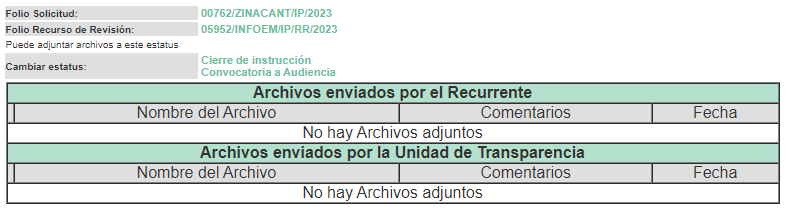 Folio Solicitud: 00762/ZINACANT/IP/2023
Folio Recurso de Revisión: 05952/INFOEM/IP/RR/2023
Puede adjuntar archivos a este estatus
Cambiar estatus: Cierre de instrucción
Convocatoria a Audiencia
Archivos enviados por el Recurrente
Nombre del Archivo Comentarios Fecha
No hay Archivos adjuntos
Archivos enviados por la Unidad de Transparencia
Nombre del Archivo Comentarios Fecha
No hay Archivos adjuntos